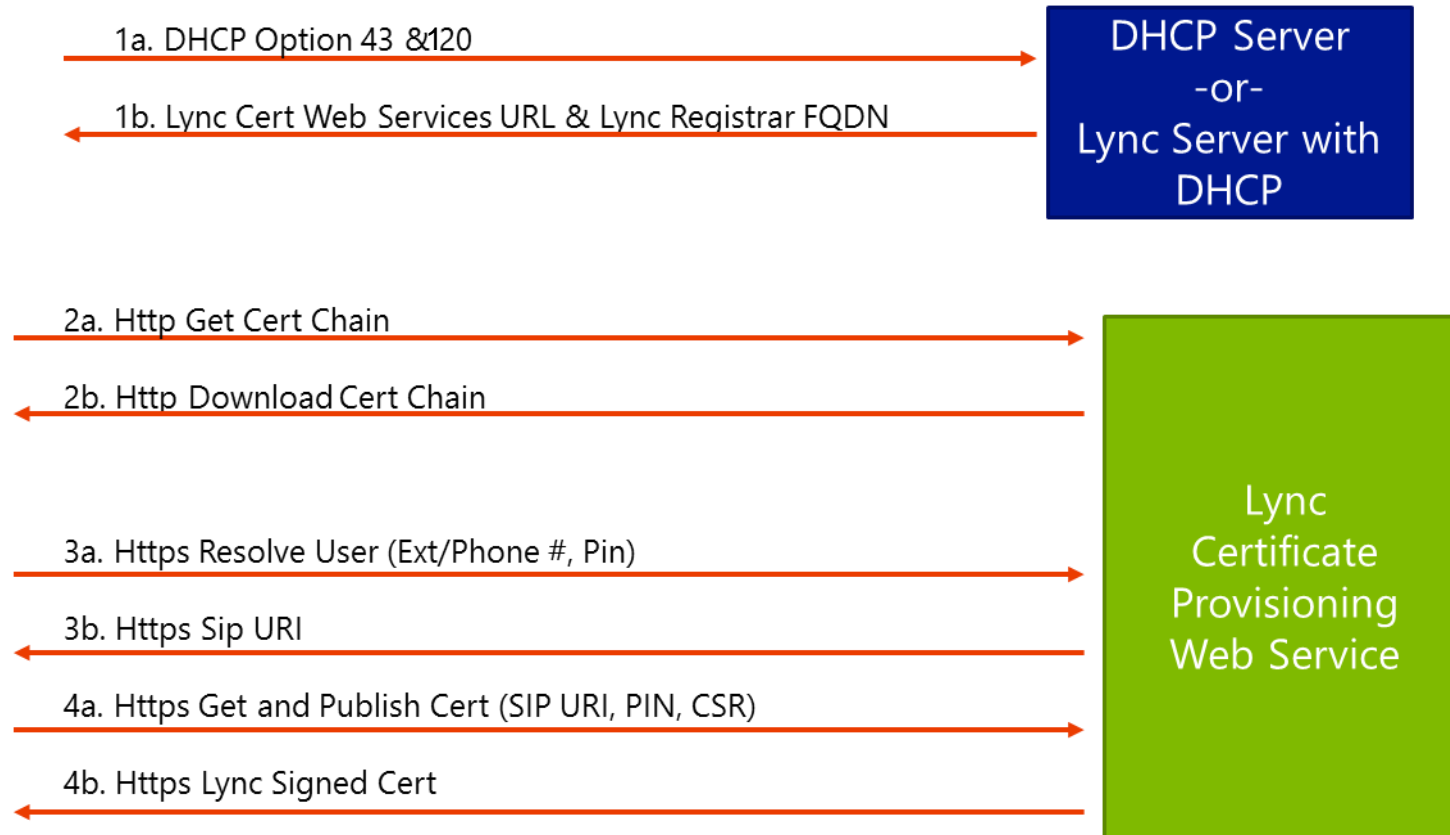 1a. DHCP Option 43 &120
1b. Lync Cert Web Services URL & Lync Registrar FQDN
DHCP Server
-or-
Lync Server with
DHCP
2a. Http Get Cert Chain
2b. Http Download Cert Chain
3a. Https Resolve User (Ext/Phone #, Pin)
3b. Https Sip URI
4a. Https Get and Publish Cert (SIP URI, PIN, CSR)
4b. Https Lync Signed Cert
Lync
Certificate
Provisioning
Web Service